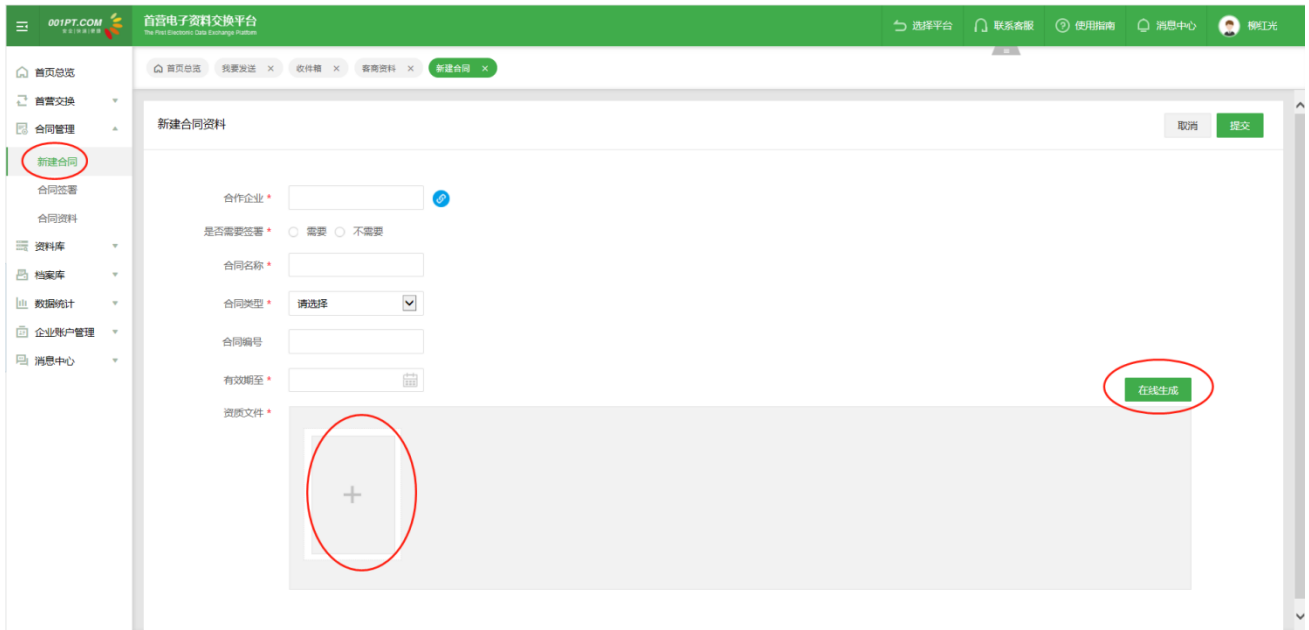 001PT.COM
首营电子资料交换平台
The First Electronic Data Exchange Platform
选择平台
联系客服
使用指南
消息中心
柳红光
首页总览
首营交换
合同管理
新建合同
合同签署
合同资料
资料库
档案库
数据统计
企业账户管理
消息中心
首页总览
我要发送 ×
收件箱 ×
客商资料 ×
新建合同 ×
新建合同资料
取消
提交
合作企业 *
是否需要签署 * 需要 不需要
合同名称 *
合同类型 * 请选择
合同编号
有效期至 *
在线生成
资质文件 *